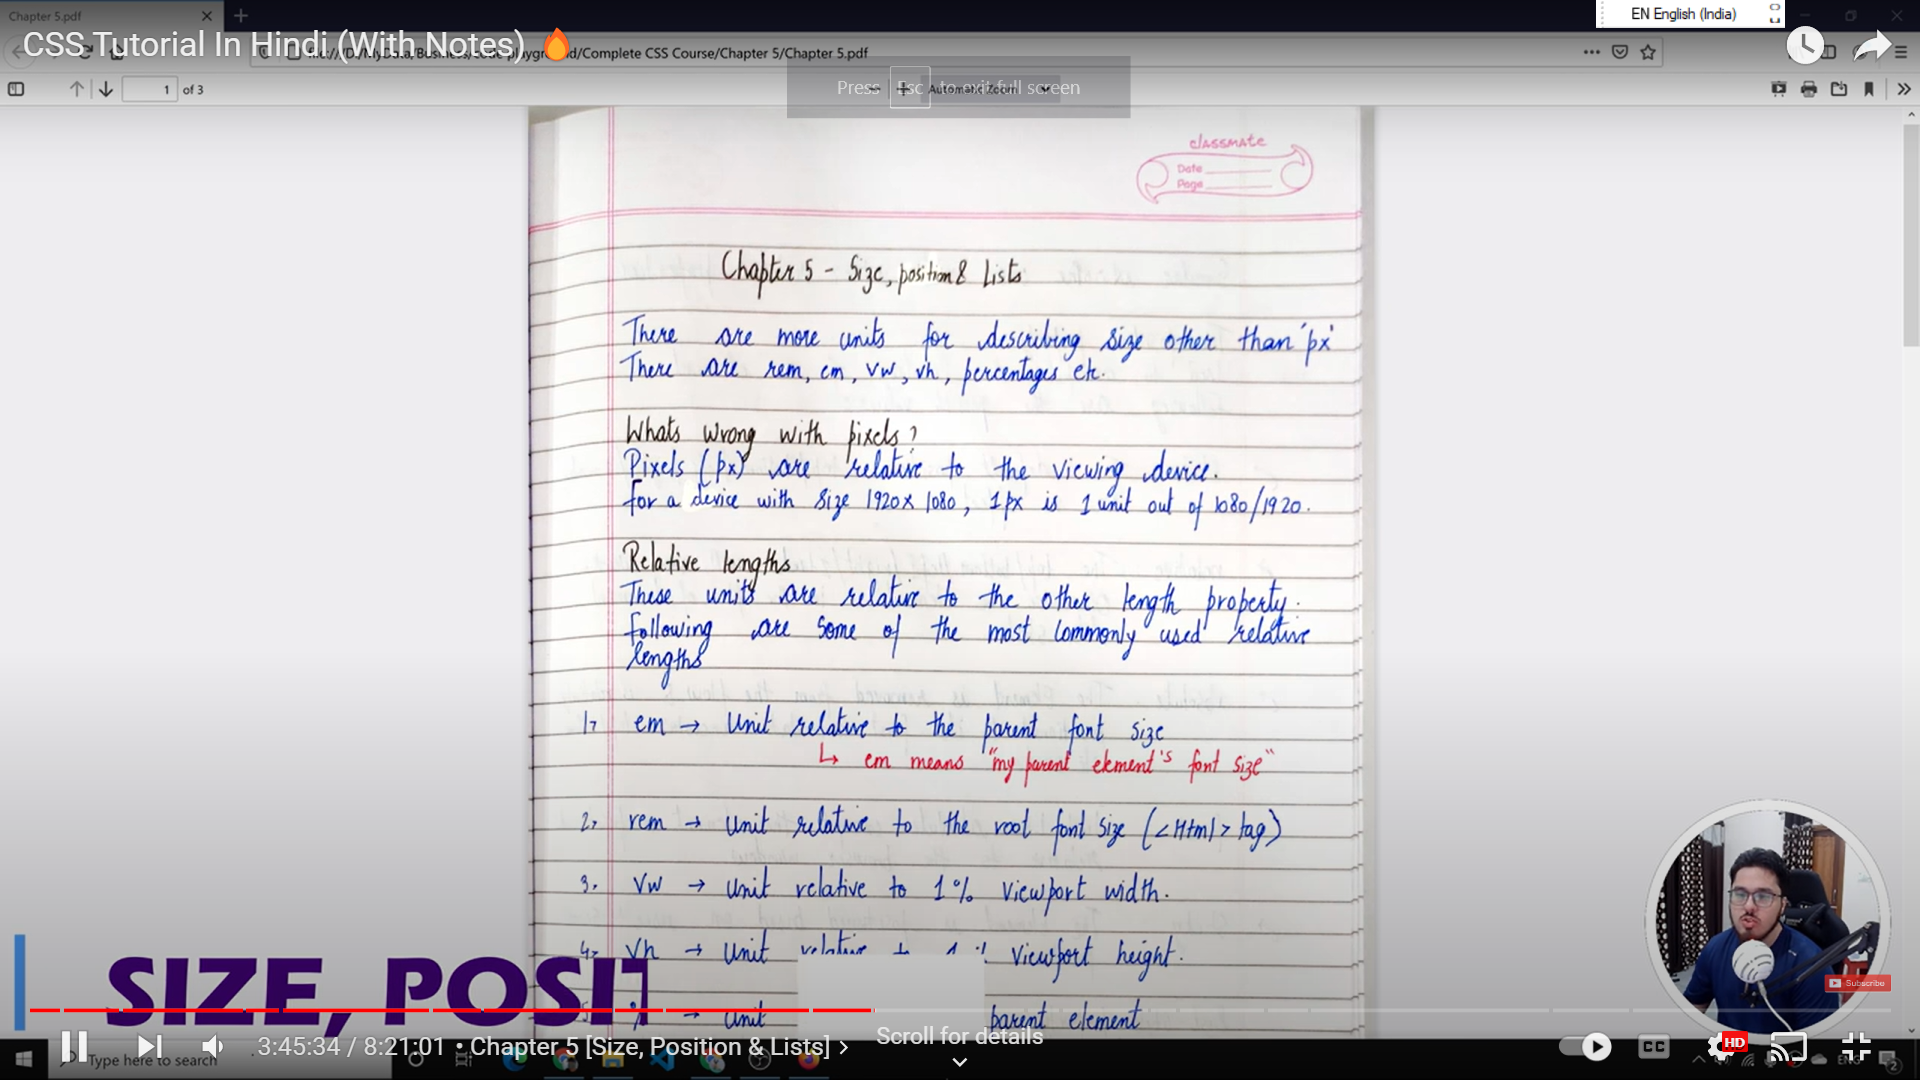 Chapter 5.pdf
EN English (India)
CSS Tutorial In Hindi (With Notes) 🔥
/Complete CSS Course/Chapter 5/Chapter 5.pdf
1 of 3
Press Esc to exit full screen
Automatic Zoom
classmate
Date
Page
Chapter 5 - Size, position & Lists
There are more units for describing size other than 'px'
There are rem, em, vw, vh, percentages etc.
Whats wrong with pixels?
Pixels (px) are relative to the viewing device.
for a device with size 1920x1080, 1px is 1 unit out of 1080/1920.
Relative lengths
These units are relative to the other length property.
following are some of the most commonly used relative
lengths
1, em → Unit relative to the parent font size
↳ em means "my parent element's font size"
2, rem → unit relative to the root font size (<Html> tag)
3. vw → unit relative to 1% viewport width.
4, vh → unit relative to 1% viewport height.
5 % → unit parent element
SIZE, POSIT
Subscribe
3:45:34 / 8:21:01 • Chapter 5 [Size, Position & Lists] >
Scroll for details
CC
HD
Type here to search
ENG
2